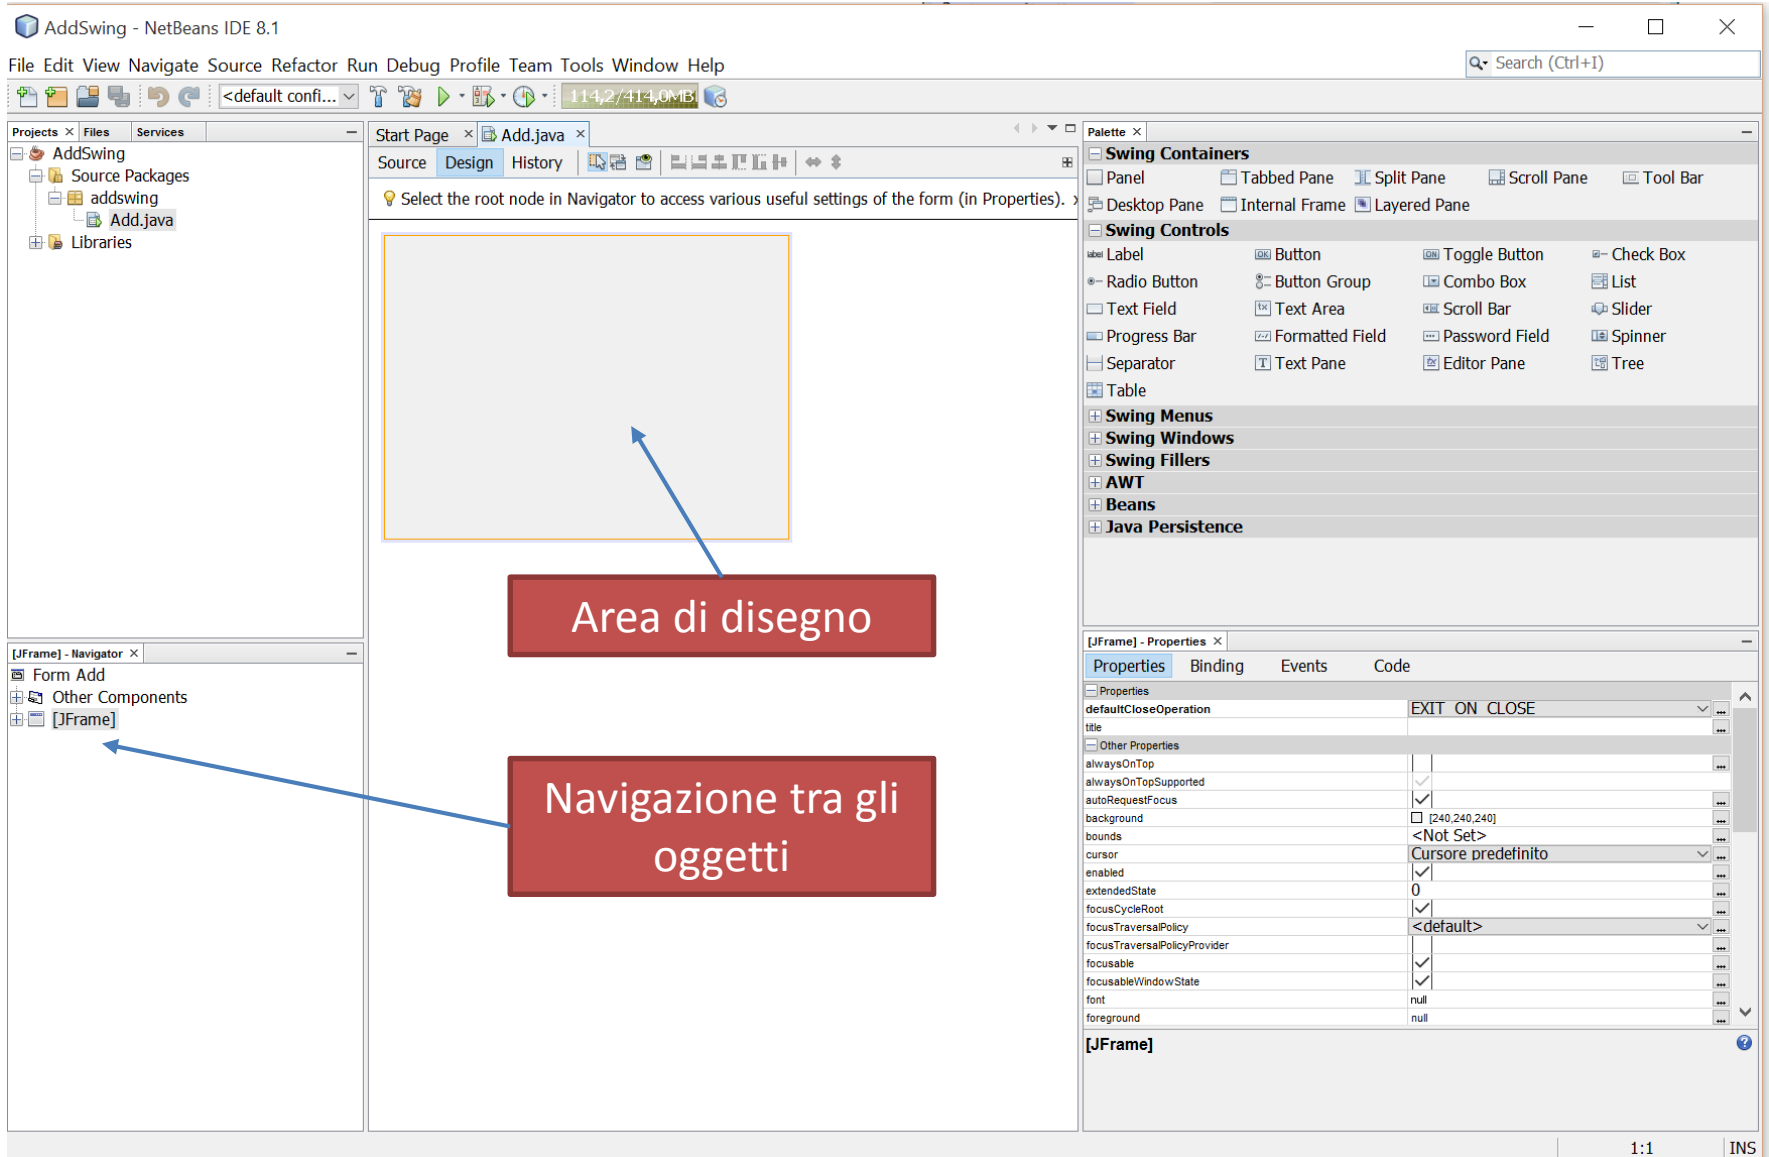 AddSwing - NetBeans IDE 8.1
File Edit View Navigate Source Refactor Run Debug Profile Team Tools Window Help
Search (Ctrl+I)
<default confi...
114,2/414,0MB
Projects Files Services
AddSwing
Source Packages
addswing
Add.java
Libraries
Start Page Add.java
Source Design History
Select the root node in Navigator to access various useful settings of the form (in Properties).
Area di disegno
Navigazione tra gli
oggetti
[JFrame] - Navigator
Form Add
Other Components
[JFrame]
Palette
Swing Containers
Panel Tabbed Pane Split Pane Scroll Pane Tool Bar
Desktop Pane Internal Frame Layered Pane
Swing Controls
label Label OK Button ON Toggle Button Check Box
Radio Button Button Group Combo Box List
Text Field Text Area Scroll Bar Slider
Progress Bar Formatted Field Password Field Spinner
Separator Text Pane Editor Pane Tree
Table
Swing Menus
Swing Windows
Swing Fillers
AWT
Beans
Java Persistence
[JFrame] - Properties
Properties Binding Events Code
Properties
defaultCloseOperation EXIT_ON_CLOSE ...
title ...
Other Properties
alwaysOnTop ...
alwaysOnTopSupported
autoRequestFocus ...
background [240,240,240] ...
bounds <Not Set> ...
cursor Cursore predefinito ...
enabled ...
extendedState 0 ...
focusCycleRoot ...
focusTraversalPolicy <default> ...
focusTraversalPolicyProvider ...
focusable ...
focusableWindowState ...
font null ...
foreground null ...
[JFrame]
1:1 INS